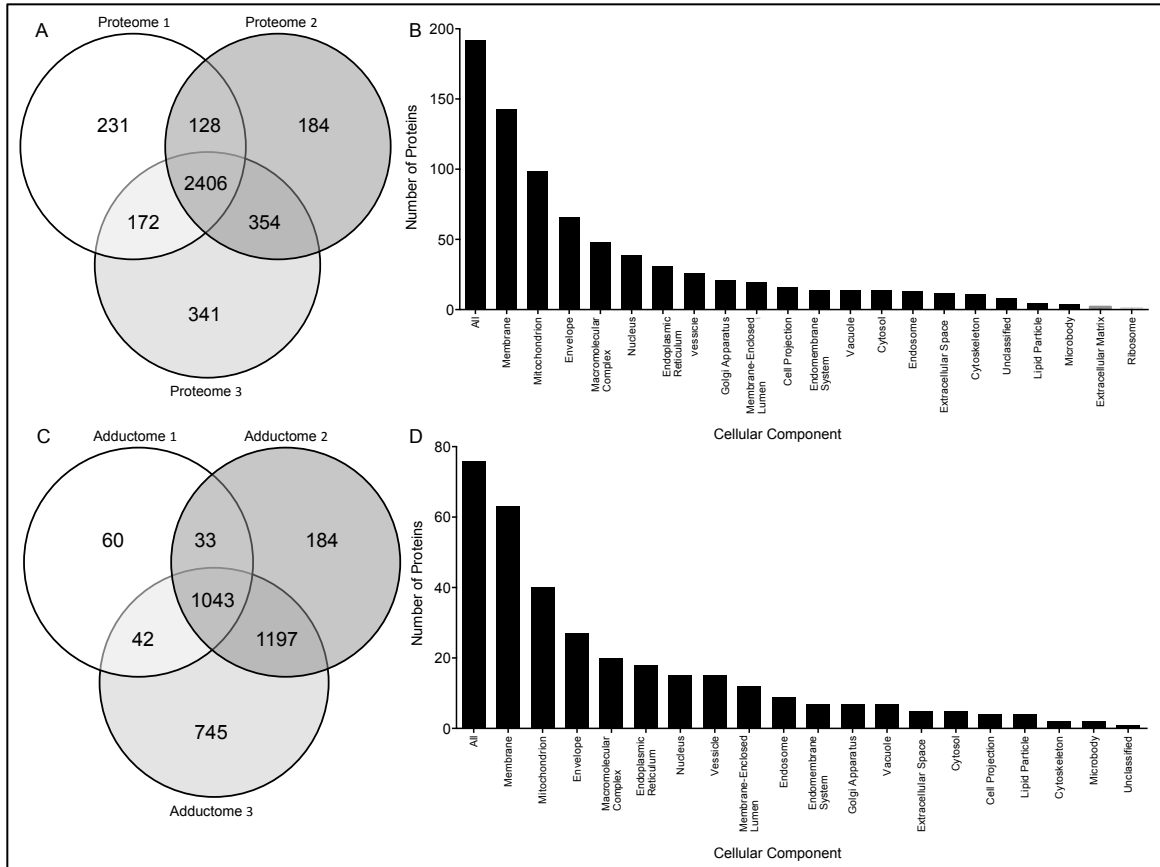 A
Proteome 1
Proteome 2
231
128
184
2406
172
354
341
Proteome 3
B
Number of Proteins
200
150
100
50
0
All
Membrane
Mitochondrion
Envelope
Macromolecular
Complex
Nucleus
Endoplasmic
Reticulum
vessicie
Golgi Apparatus
Membrane-Enclosed
Lumen
Cell Projection
Endomembrane
System
Vacuole
Cytosol
Endosome
Extracellular Space
Cytoskeleton
Unclassified
Lipid Particle
Microbody
Extracellular Matrix
Ribosome
Cellular Component
C
Adductome 1
Adductome 2
60
33
184
1043
42
1197
745
Adductome 3
D
Number of Proteins
80
60
40
20
0
All
Membrane
Mitochondrion
Envelope
Macromolecular
Complex
Endoplasmic
Reticulum
Nucleus
Vessicle
Membrane-Enclosed
Lumen
Endosome
Endomembrane
System
Golgi Apparatus
Vacuole
Extracellular Space
Cytosol
Cell Projection
Lipid Particle
Cytoskeleton
Microbody
Unclassified
Cellular Component